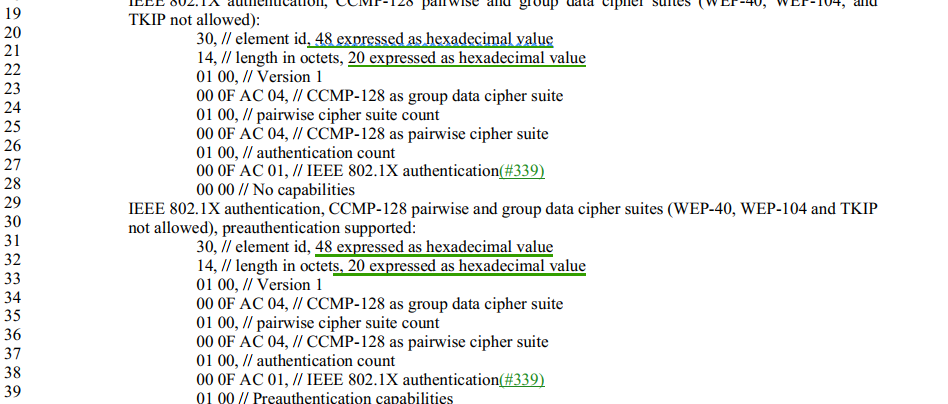 IEEE 802.1X authentication, CCMP-128 pairwise and group data cipher suites (WEP-40, WEP-104, and
19
TKIP not allowed):
20
30, // element id, 48 expressed as hexadecimal value
21
14, // length in octets, 20 expressed as hexadecimal value
22
01 00, // Version 1
23
00 0F AC 04, // CCMP-128 as group data cipher suite
24
01 00, // pairwise cipher suite count
25
00 0F AC 04, // CCMP-128 as pairwise cipher suite
26
01 00, // authentication count
27
00 0F AC 01, // IEEE 802.1X authentication(#339)
28
00 00 // No capabilities
29
IEEE 802.1X authentication, CCMP-128 pairwise and group data cipher suites (WEP-40, WEP-104 and TKIP
30
not allowed), preauthentication supported:
31
30, // element id, 48 expressed as hexadecimal value
32
14, // length in octets, 20 expressed as hexadecimal value
33
01 00, // Version 1
34
00 0F AC 04, // CCMP-128 as group data cipher suite
35
01 00, // pairwise cipher suite count
36
00 0F AC 04, // CCMP-128 as pairwise cipher suite
37
01 00, // authentication count
38
00 0F AC 01, // IEEE 802.1X authentication(#339)
39
01 00 // Preauthentication capabilities